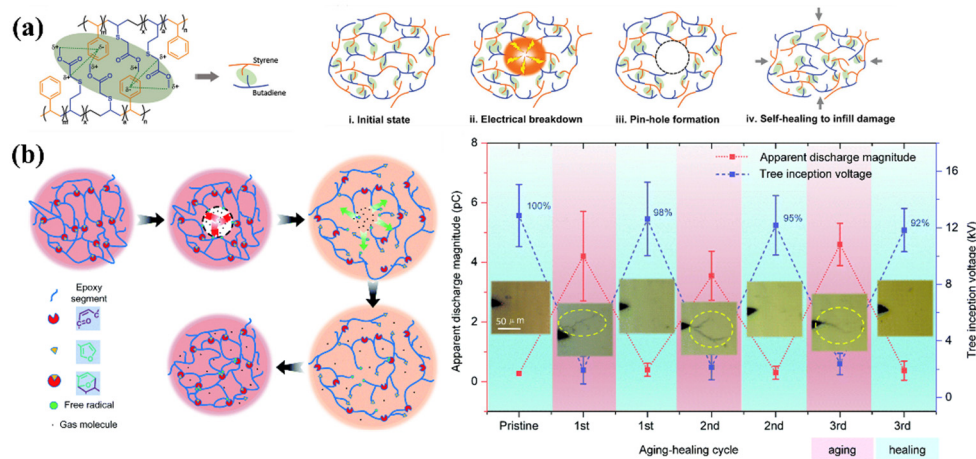 (a)
δ+
δ+
δ+
δ+
δ+
Styrene
Butadiene
i. Initial state
ii. Electrical breakdown
iii. Pin-hole formation
iv. Self-healing to infill damage
(b)
Epoxy
segment
Free radical
Gas molecule
Apparent discharge magnitude (pC)
8
6
4
2
0
Apparent discharge magnitude
Tree inception voltage
100%
98%
95%
92%
50 μm
16
12
8
4
0
Tree inception voltage (kV)
Pristine
1st
1st
2nd
2nd
3rd
3rd
Aging-healing cycle
aging
healing